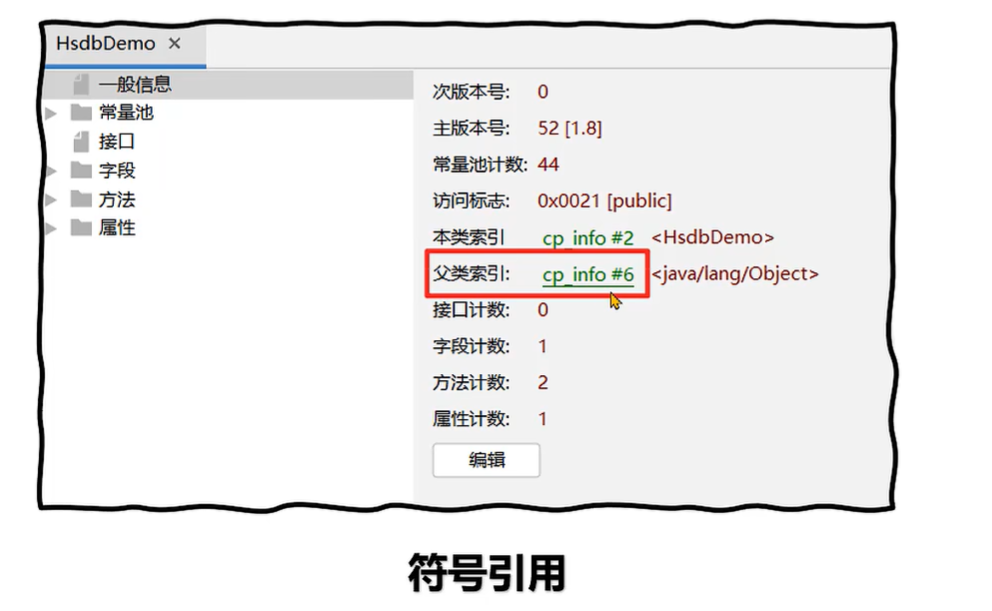 HsdbDemo ×
一般信息
常量池
接口
字段
方法
属性
次版本号: 0
主版本号: 52 [1.8]
常量池计数: 44
访问标志: 0x0021 [public]
本类索引 cp_info #2 <HsdbDemo>
父类索引: cp_info #6 <java/lang/Object>
接口计数: 0
字段计数: 1
方法计数: 2
属性计数: 1
编辑
符号引用